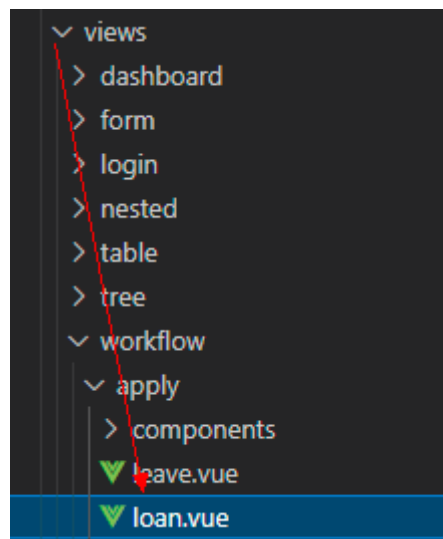 views
dashboard
form
login
nested
table
tree
workflow
apply
components
leave.vue
loan.vue